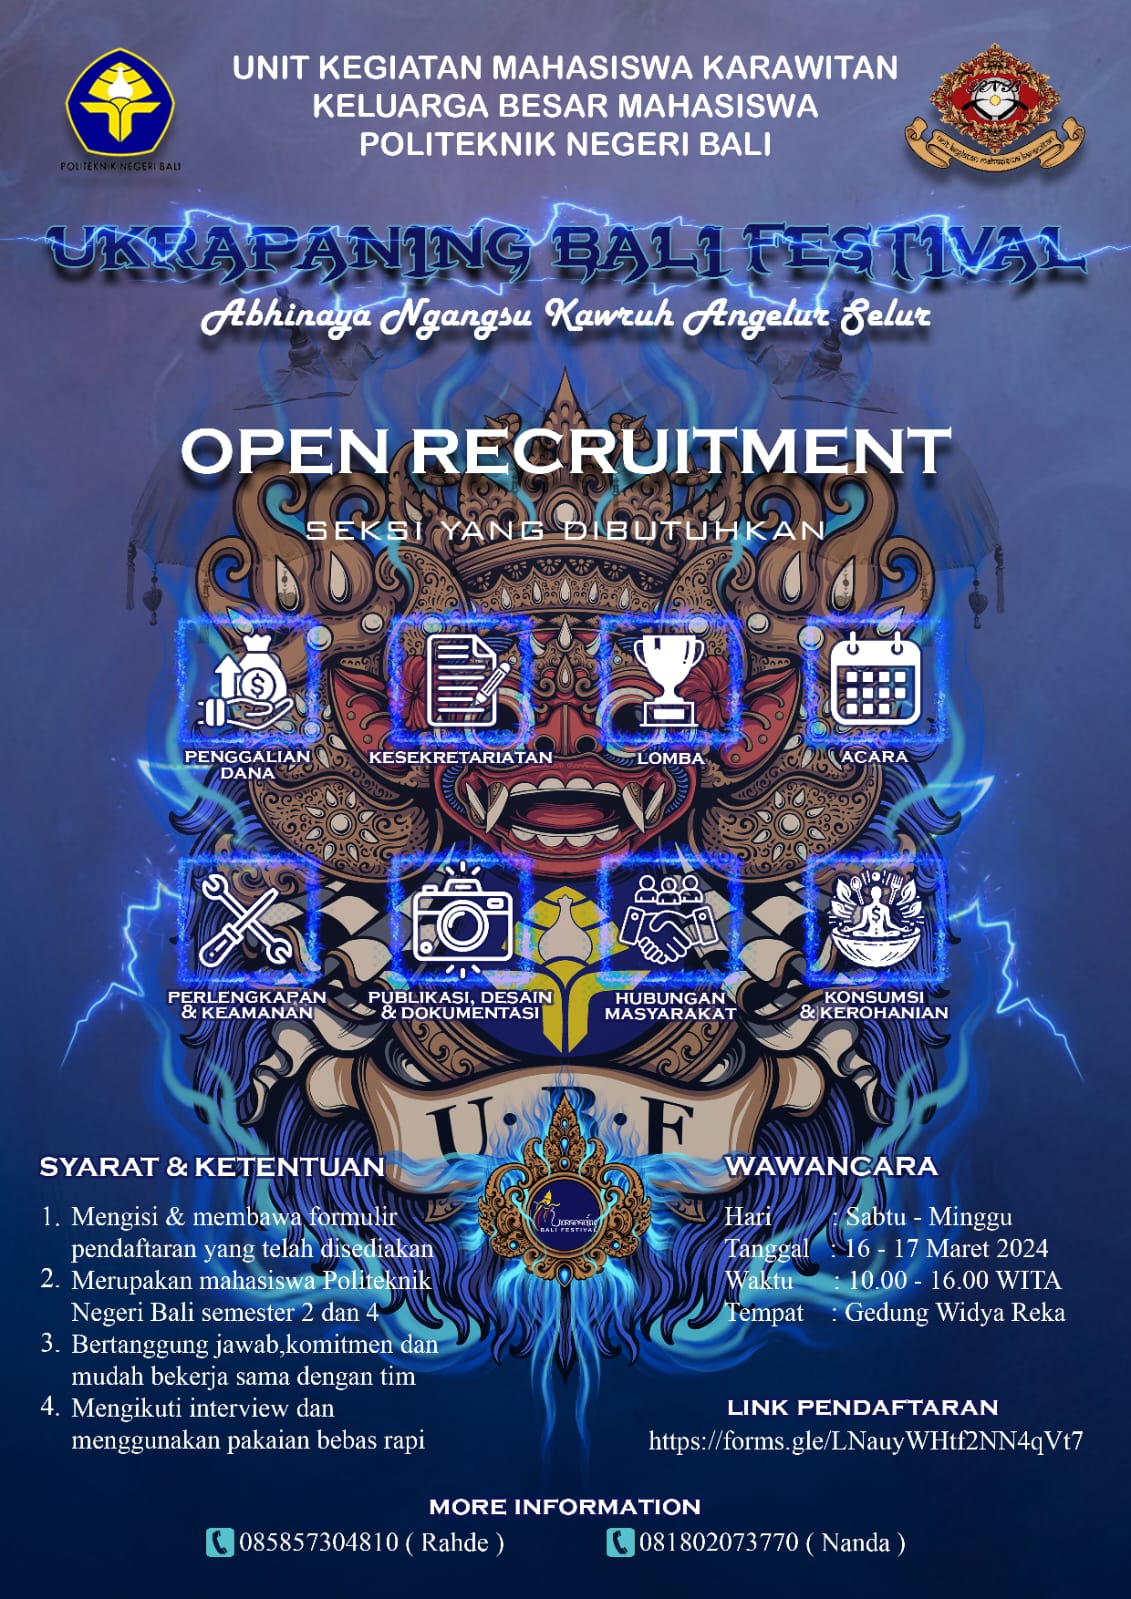 UNIT KEGIATAN MAHASISWA KARAWITAN
KELUARGA BESAR MAHASISWA
POLITEKNIK NEGERI BALI
POLITEKNIK NEGERI BALI
unit kegiatan mahasiswa karawitan
UKRAPANING BALI FESTIVAL
Abhinaya Ngangsu Kawruh Angelur Selur
OPEN RECRUITMENT
SEKSI YANG DIBUTUHKAN
PENGGALIAN
DANA
KESEKRETARIATAN
LOMBA
ACARA
PERLENGKAPAN
& KEAMANAN
PUBLIKASI, DESAIN
& DOKUMENTASI
HUBUNGAN
MASYARAKAT
KONSUMSI
& KEROHANIAN
U·B·F
UKRAPANING
BALI FESTIVAL
SYARAT & KETENTUAN
1. Mengisi & membawa formulir
pendaftaran yang telah disediakan
2. Merupakan mahasiswa Politeknik
Negeri Bali semester 2 dan 4
3. Bertanggung jawab,komitmen dan
mudah bekerja sama dengan tim
4. Mengikuti interview dan
menggunakan pakaian bebas rapi
WAWANCARA
Hari : Sabtu - Minggu
Tanggal : 16 - 17 Maret 2024
Waktu : 10.00 - 16.00 WITA
Tempat : Gedung Widya Reka
LINK PENDAFTARAN
https://forms.gle/LNauyWHtf2NN4qVt7
MORE INFORMATION
085857304810 ( Rahde )
081802073770 ( Nanda )